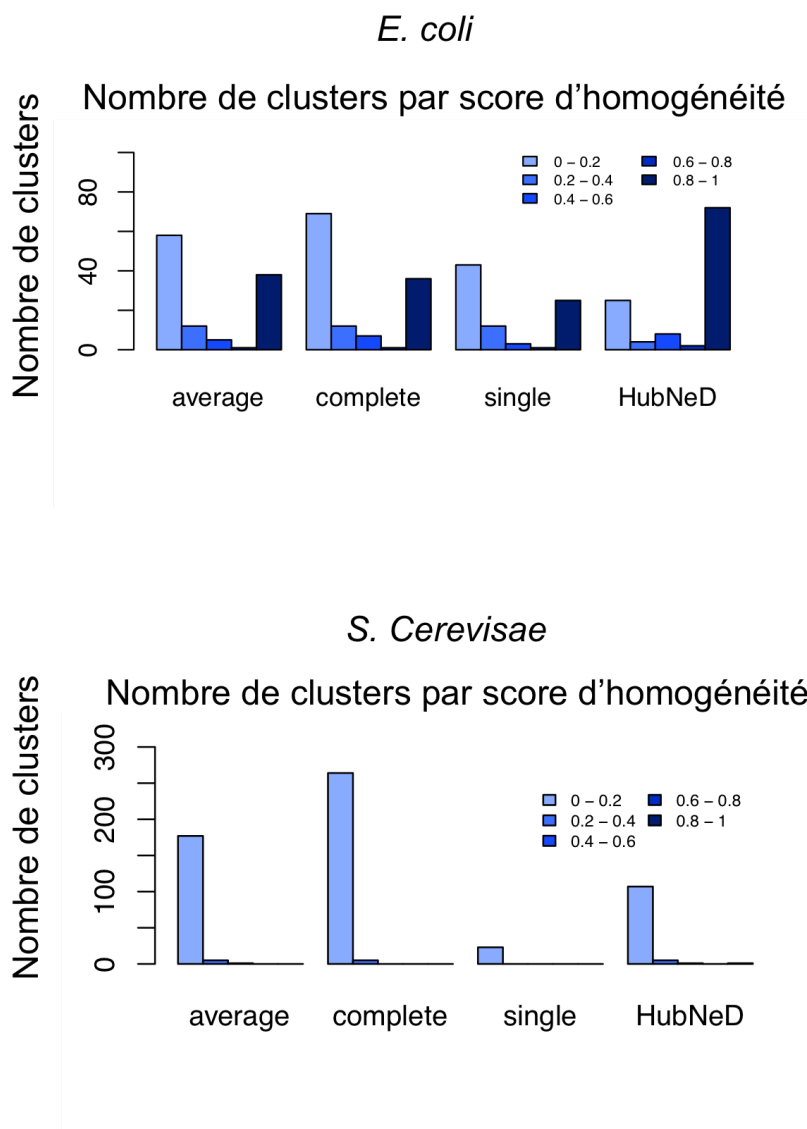 E. coli
Nombre de clusters par score d'homogénéité
Nombre de clusters
80
40
0
0 – 0.2
0.2 – 0.4
0.4 – 0.6
0.6 – 0.8
0.8 – 1
average complete single HubNeD
S. Cerevisae
Nombre de clusters par score d'homogénéité
Nombre de clusters
300
200
100
0
0 – 0.2
0.2 – 0.4
0.4 – 0.6
0.6 – 0.8
0.8 – 1
average complete single HubNeD